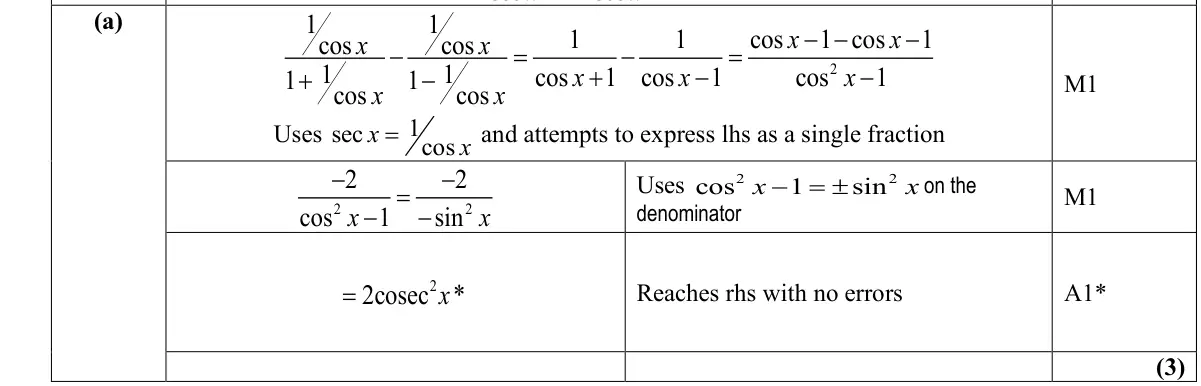 (a)
1/cos x / (1 + 1/cos x) − 1/cos x / (1 − 1/cos x) = 1/(cos x + 1) − 1/(cos x − 1) = (cos x − 1 − cos x − 1)/(cos² x − 1)
M1
Uses sec x = 1/cos x and attempts to express lhs as a single fraction
−2/(cos² x − 1) = −2/(−sin² x)
Uses cos² x − 1 = ± sin² x on the
denominator
M1
= 2cosec² x *
Reaches rhs with no errors
A1*
(3)